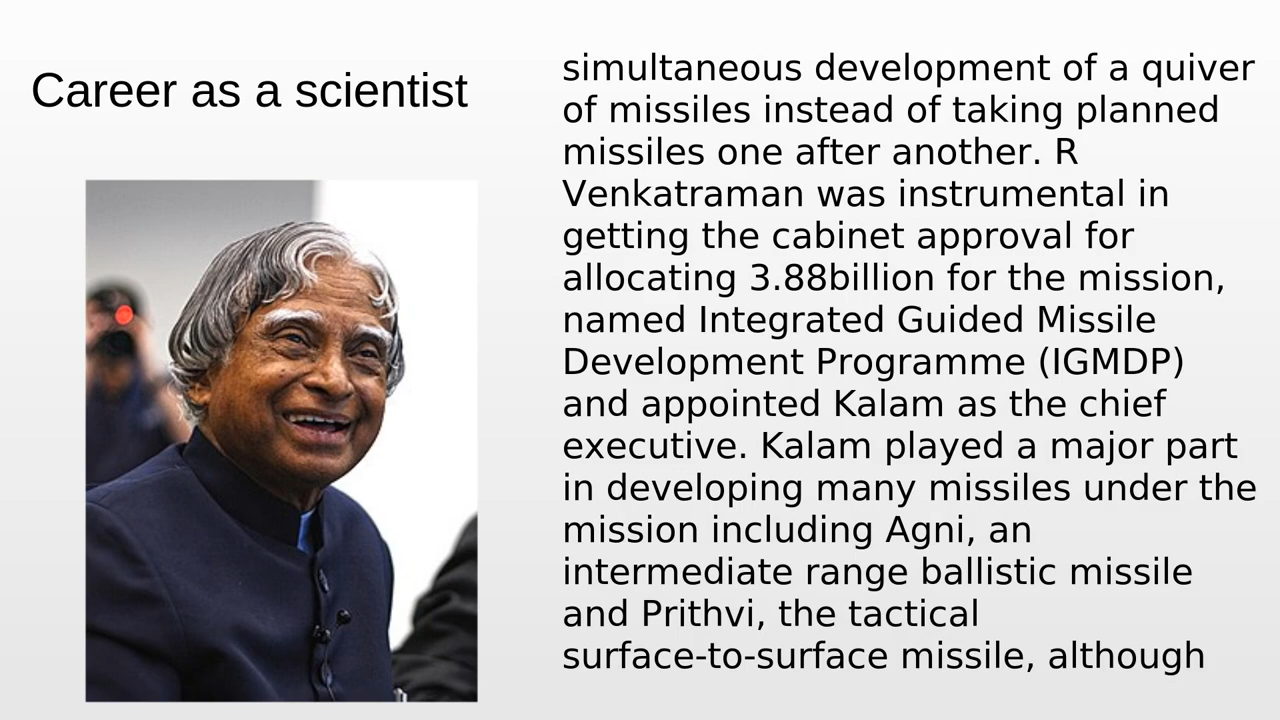 Career as a scientist
simultaneous development of a quiver
of missiles instead of taking planned
missiles one after another. R
Venkatraman was instrumental in
getting the cabinet approval for
allocating 3.88billion for the mission,
named Integrated Guided Missile
Development Programme (IGMDP)
and appointed Kalam as the chief
executive. Kalam played a major part
in developing many missiles under the
mission including Agni, an
intermediate range ballistic missile
and Prithvi, the tactical
surface-to-surface missile, although